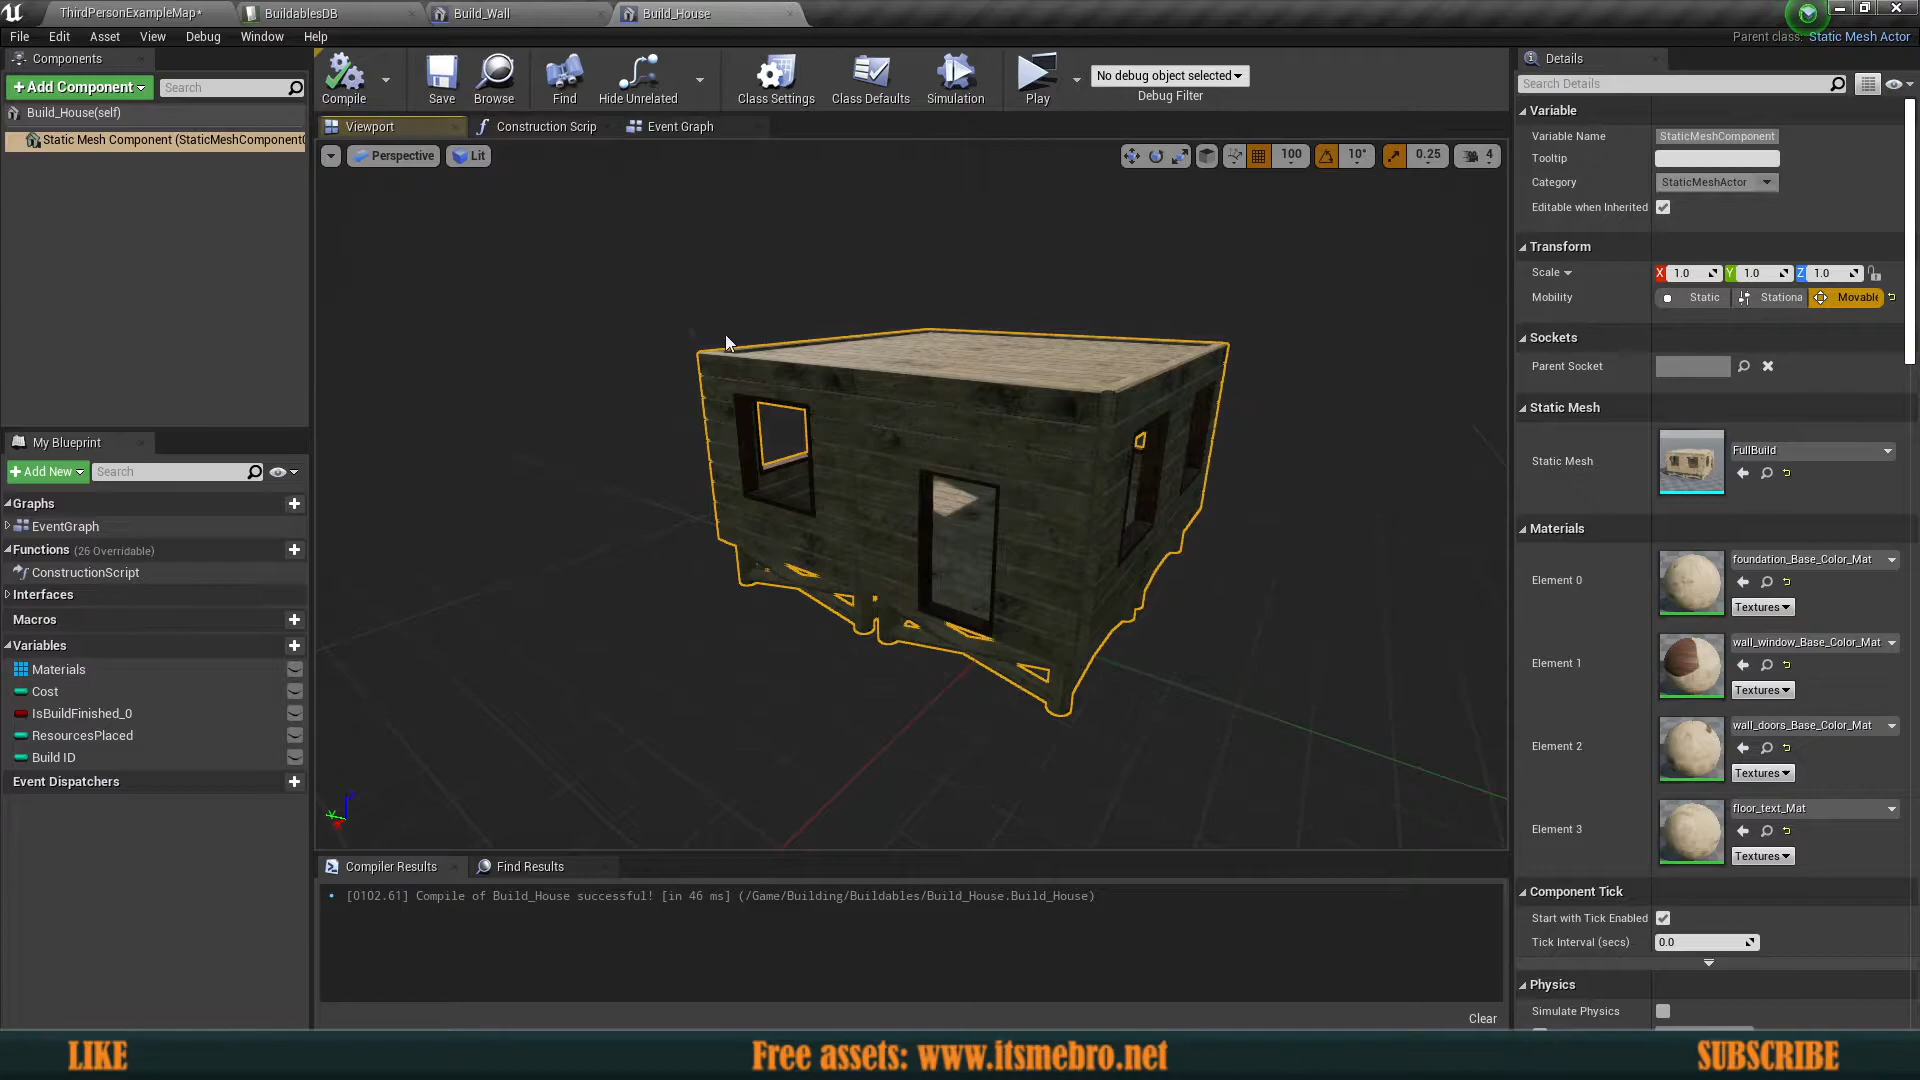 ThirdPersonExampleMap*
BuildablesDB
Build_Wall
Build_House
File
Edit
Asset
View
Debug
Window
Help
Parent class: Static Mesh Actor
Components
+Add Component
Search
Build_House(self)
Static Mesh Component (StaticMeshComponent
Compile
Save
Browse
Find
Hide Unrelated
Class Settings
Class Defaults
Simulation
Play
No debug object selected
Debug Filter
Viewport
Construction Scrip
Event Graph
Perspective
Lit
100
10°
0.25
4
My Blueprint
+Add New
Search
Graphs
EventGraph
Functions (26 Overridable)
ConstructionScript
Interfaces
Macros
Variables
Materials
Cost
IsBuildFinished_0
ResourcesPlaced
Build ID
Event Dispatchers
Compiler Results
Find Results
[0102.61] Compile of Build_House successful! [in 46 ms] (/Game/Building/Buildables/Build_House.Build_House)
Clear
Details
Search Details
Variable
Variable Name
StaticMeshComponent
Tooltip
Category
StaticMeshActor
Editable when Inherited
Transform
Scale
X 1.0
Y 1.0
Z 1.0
Mobility
Static
Stationa
Movable
Sockets
Parent Socket
Static Mesh
Static Mesh
FullBuild
Materials
Element 0
foundation_Base_Color_Mat
Textures
Element 1
wall_window_Base_Color_Mat
Textures
Element 2
wall_doors_Base_Color_Mat
Textures
Element 3
floor_text_Mat
Textures
Component Tick
Start with Tick Enabled
Tick Interval (secs)
0.0
Physics
Simulate Physics
LIKE
Free assets: www.itsmebro.net
SUBSCRIBE